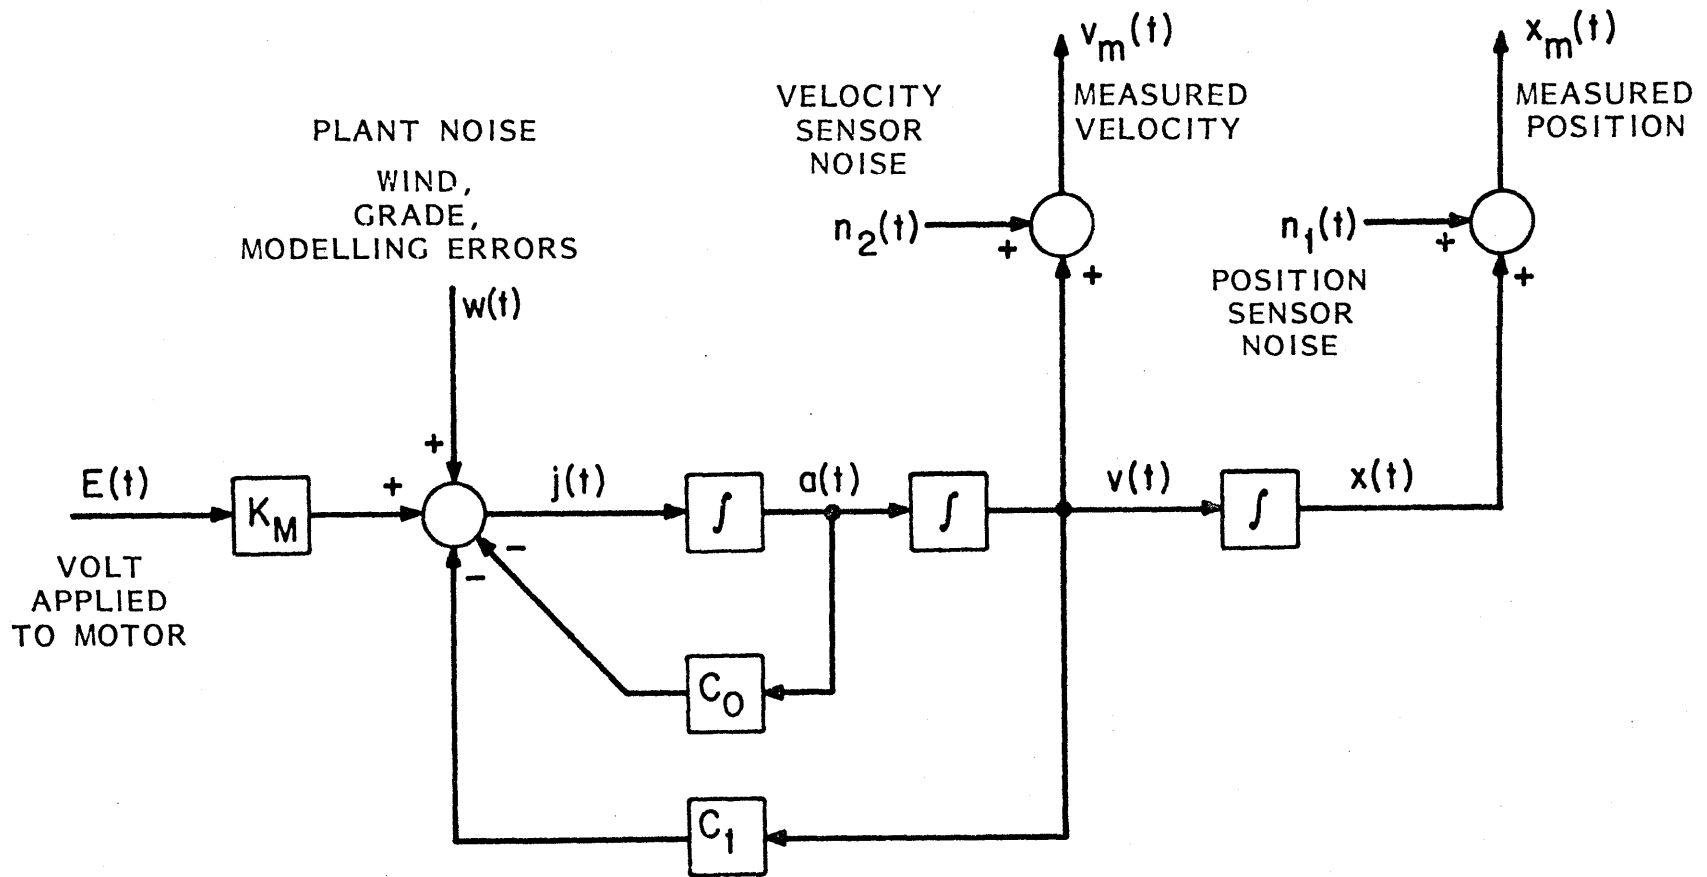 v_m(t)
x_m(t)
VELOCITY
SENSOR
NOISE
MEASURED
VELOCITY
MEASURED
POSITION
PLANT NOISE
WIND,
GRADE,
MODELLING ERRORS
n_2(t)
+
+
n_1(t)
+
+
POSITION
SENSOR
NOISE
w(t)
+
E(t)
K_M
+
j(t)
∫
a(t)
∫
v(t)
∫
x(t)
VOLT
APPLIED
TO MOTOR
−
−
C_0
C_1